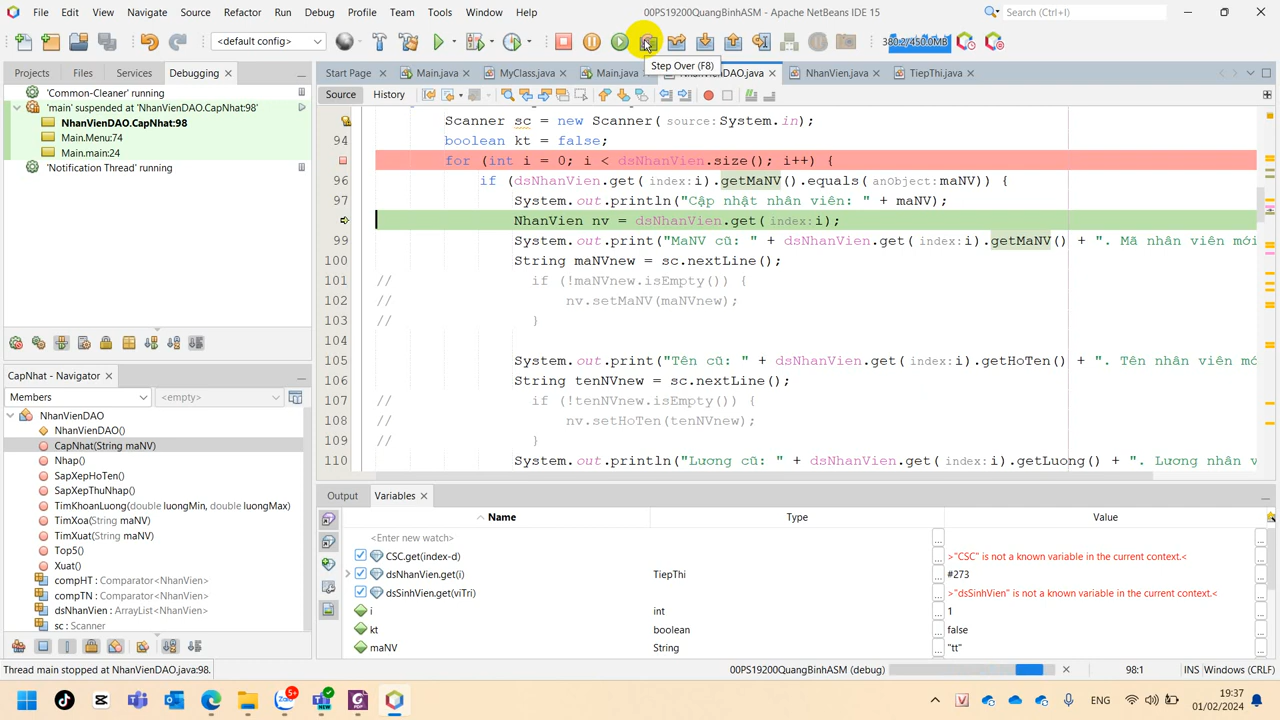 File Edit View Navigate Source Refactor Run Debug Profile Team Tools Window Help 00PS19200QuangBinhASM - Apache NetBeans IDE 15 Search (Ctrl+I)
<default config> 380.2/450.0MB
Step Over (F8)
Projects Files Services Debugging Start Page Main.java MyClass.java Main.java NhanVienDAO.java NhanVien.java TiepThi.java
'Common-Cleaner' running
'main' suspended at 'NhanVienDAO.CapNhat:98'
NhanVienDAO.CapNhat:98
Main.Menu:74
Main.main:24
'Notification Thread' running
Source History
Scanner sc = new Scanner( source:System.in);
94 boolean kt = false;
for (int i = 0; i < dsNhanVien.size(); i++) {
96 if (dsNhanVien.get( index:i).getMaNV().equals( anObject:maNV)) {
97 System.out.println("Cập nhật nhân viên: " + maNV);
NhanVien nv = dsNhanVien.get( index:i);
99 System.out.print("MaNV cũ: " + dsNhanVien.get( index:i).getMaNV() + ". Mã nhân viên mới
100 String maNVnew = sc.nextLine();
101 // if (!maNVnew.isEmpty()) {
102 // nv.setMaNV(maNVnew);
103 // }
104
105 System.out.print("Tên cũ: " + dsNhanVien.get( index:i).getHoTen() + ". Tên nhân viên mớ
106 String tenNVnew = sc.nextLine();
107 // if (!tenNVnew.isEmpty()) {
108 // nv.setHoTen(tenNVnew);
109 // }
110 System.out.println("Lương cũ: " + dsNhanVien.get( index:i).getLuong() + ". Lương nhân v
CapNhat - Navigator
Members <empty>
NhanVienDAO
NhanVienDAO()
CapNhat(String maNV)
Nhap()
SapXepHoTen()
SapXepThuNhap()
TimKhoanLuong(double luongMin, double luongMax)
TimXoa(String maNV)
TimXuat(String maNV)
Top5()
Xuat()
compHT : Comparator<NhanVien>
compTN : Comparator<NhanVien>
dsNhanVien : ArrayList<NhanVien>
sc : Scanner
Output Variables
Name Type Value
<Enter new watch>
CSC.get(index-d) >"CSC" is not a known variable in the current context.<
dsNhanVien.get(i) TiepThi #273
dsSinhVien.get(viTri) >"dsSinhVien" is not a known variable in the current context.<
i int 1
kt boolean false
maNV String "tt"
Thread main stopped at NhanVienDAO.java:98. 00PS19200QuangBinhASM (debug) 98:1 INS Windows (CRLF)
5+ NEW PDF V ENG 19:37
01/02/2024